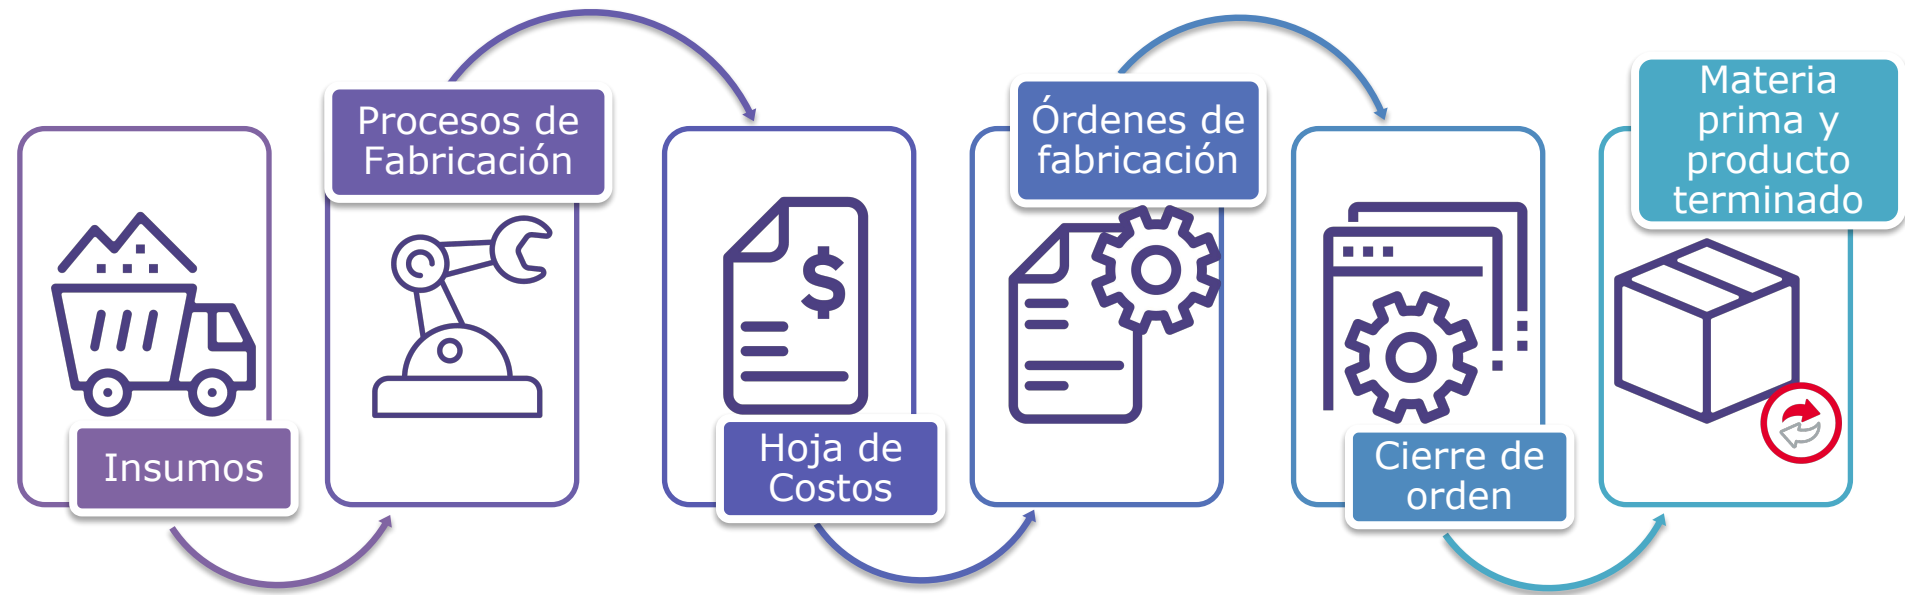 Insumos
Procesos de
Fabricación
$
Hoja de
Costos
Órdenes de
fabricación
Cierre de
orden
Materia
prima y
producto
terminado